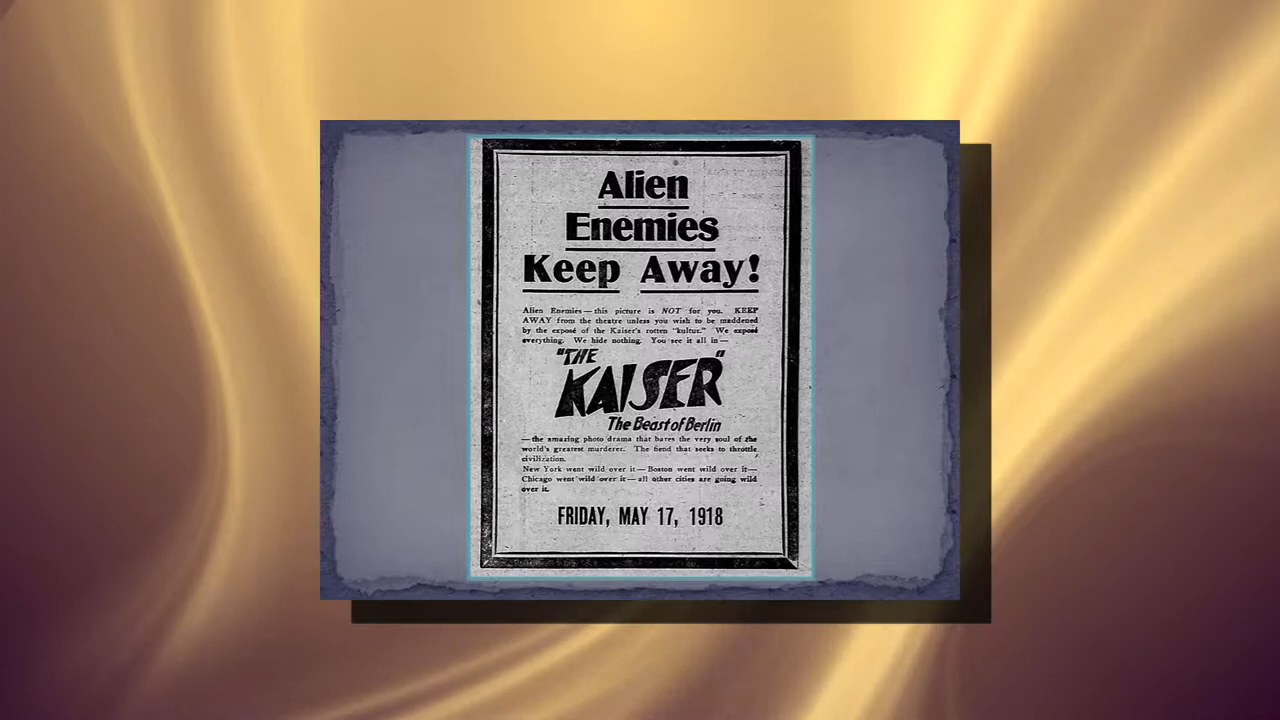 Alien
Enemies
Keep Away!
Alien Enemies—this picture is NOT for you. KEEP
AWAY from the theatre unless you wish to be maddened
by the exposé of the Kaiser's rotten "kultur." We exposé
everything. We hide nothing. You see it all in—
"THE
KAISER"
The Beast of Berlin
—the amazing photo drama that bares the very soul of the
world's greatest murderer. The fiend that seeks to throttle
civilization.
New York went wild over it—Boston went wild over it—
Chicago went wild over it—all other cities are going wild
over it.
FRIDAY, MAY 17, 1918